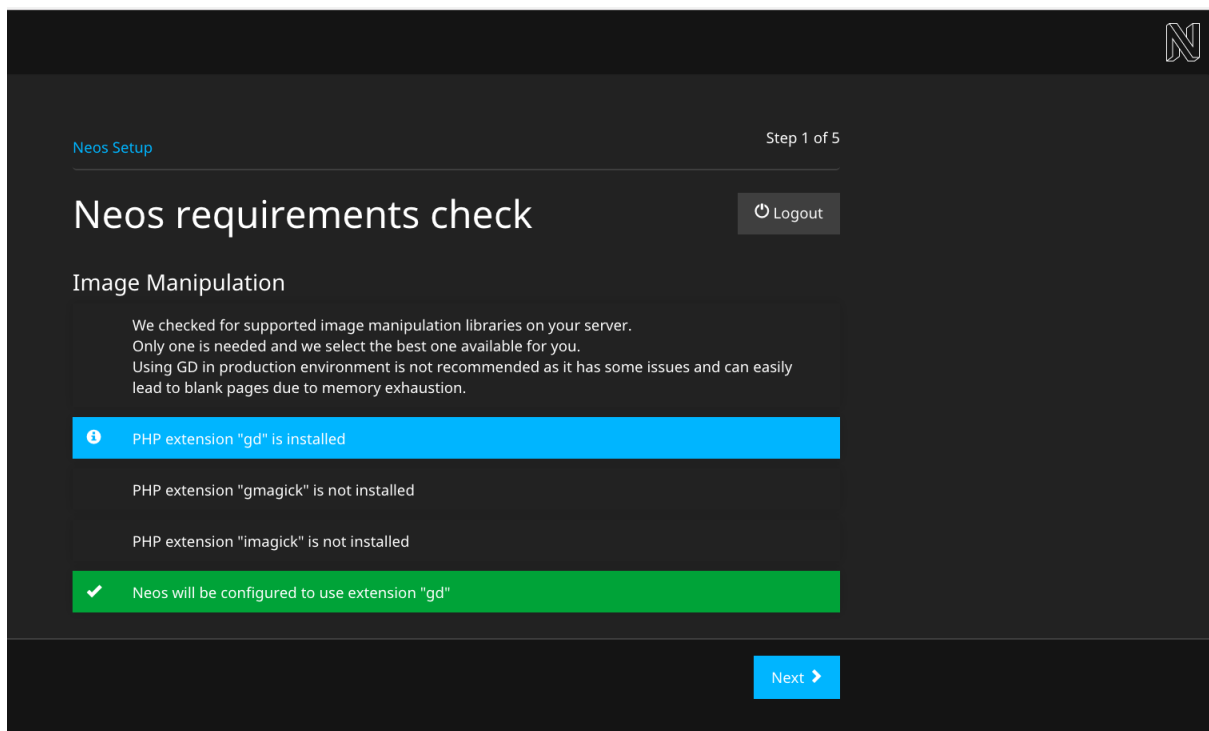 Step 1 of 5
Neos Setup
Neos requirements check
Logout
Image Manipulation
We checked for supported image manipulation libraries on your server.
Only one is needed and we select the best one available for you.
Using GD in production environment is not recommended as it has some issues and can easily
lead to blank pages due to memory exhaustion.
PHP extension "gd" is installed
PHP extension "gmagick" is not installed
PHP extension "imagick" is not installed
Neos will be configured to use extension "gd"
Next